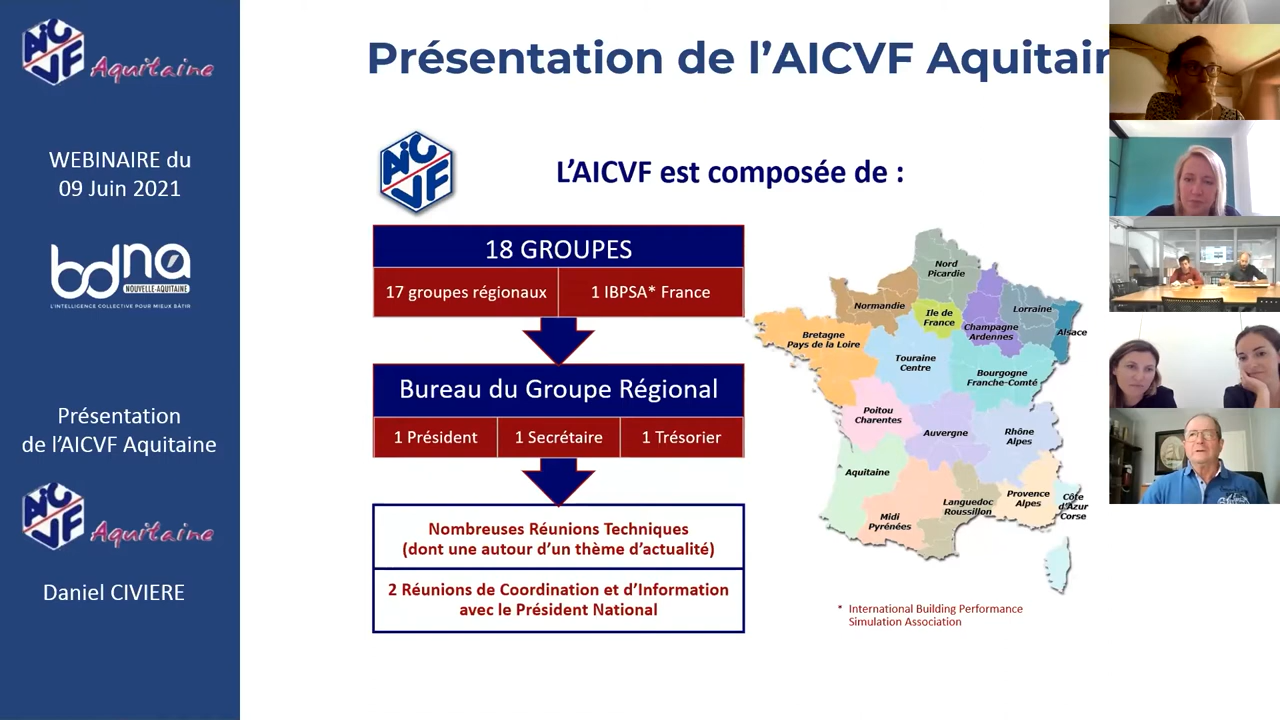 AICVF
Aquitaine
WEBINAIRE du
09 Juin 2021
bdna
NOUVELLE-AQUITAINE
L'INTELLIGENCE COLLECTIVE POUR MIEUX BÂTIR
Présentation
de l'AICVF Aquitaine
AICVF
Aquitaine
Daniel CIVIERE
Présentation de l'AICVF Aquitain
AICVF
L'AICVF est composée de :
18 GROUPES
17 groupes régionaux
1 IBPSA* France
Bureau du Groupe Régional
1 Président
1 Secrétaire
1 Trésorier
Nombreuses Réunions Techniques
(dont une autour d'un thème d'actualité)
2 Réunions de Coordination et d'Information
avec le Président National
Nord
Picardie
Normandie
Ile de
France
Lorraine
Champagne
Ardennes
Alsace
Bretagne
Pays de la Loire
Touraine
Centre
Bourgogne
Franche-Comté
Poitou
Charentes
Auvergne
Rhône
Alpes
Aquitaine
Midi
Pyrénées
Languedoc
Roussillon
Provence
Alpes
Côte
d'Azur
Corse
* International Building Performance
Simulation Association